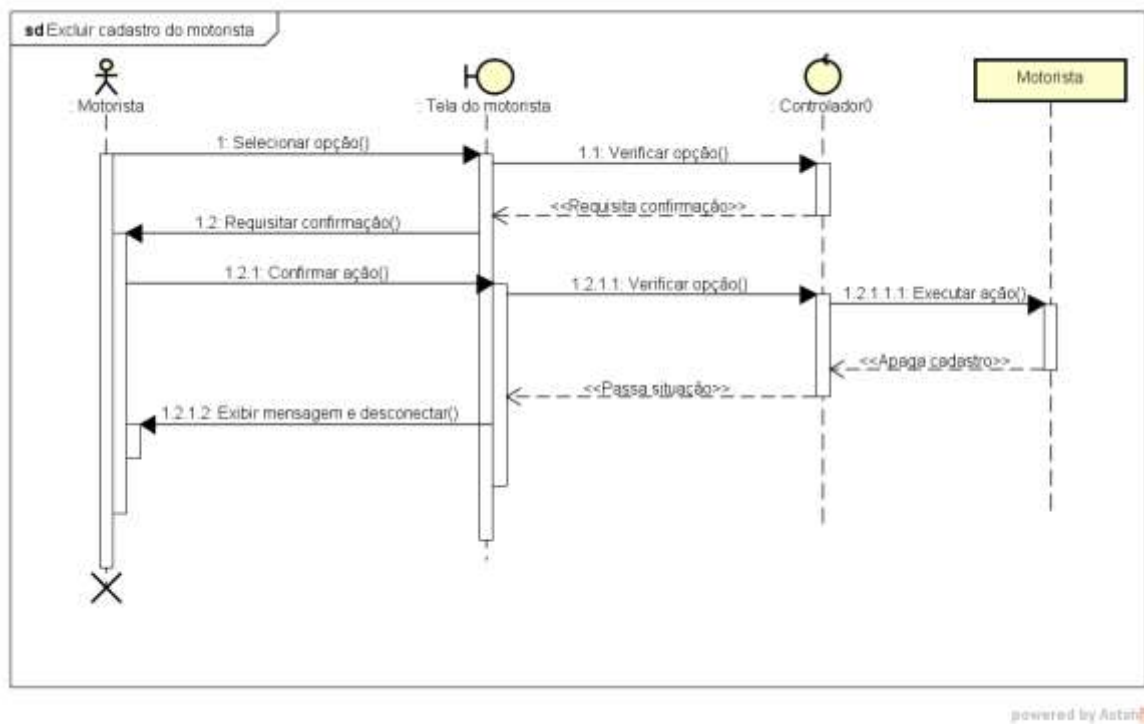 sd Excluir cadastro do motorista
: Motorista
: Tela do motorista
: Controlador0
Motorista
1: Selecionar opção()
1.1: Verificar opção()
<<Requisita confirmação>>
1.2: Requisitar confirmação()
1.2.1: Confirmar ação()
1.2.1.1: Verificar opção()
1.2.1.1.1: Executar ação()
<<Apaga cadastro>>
<<Passa situação>>
1.2.1.2: Exibir mensagem e desconectar()
powered by Astah